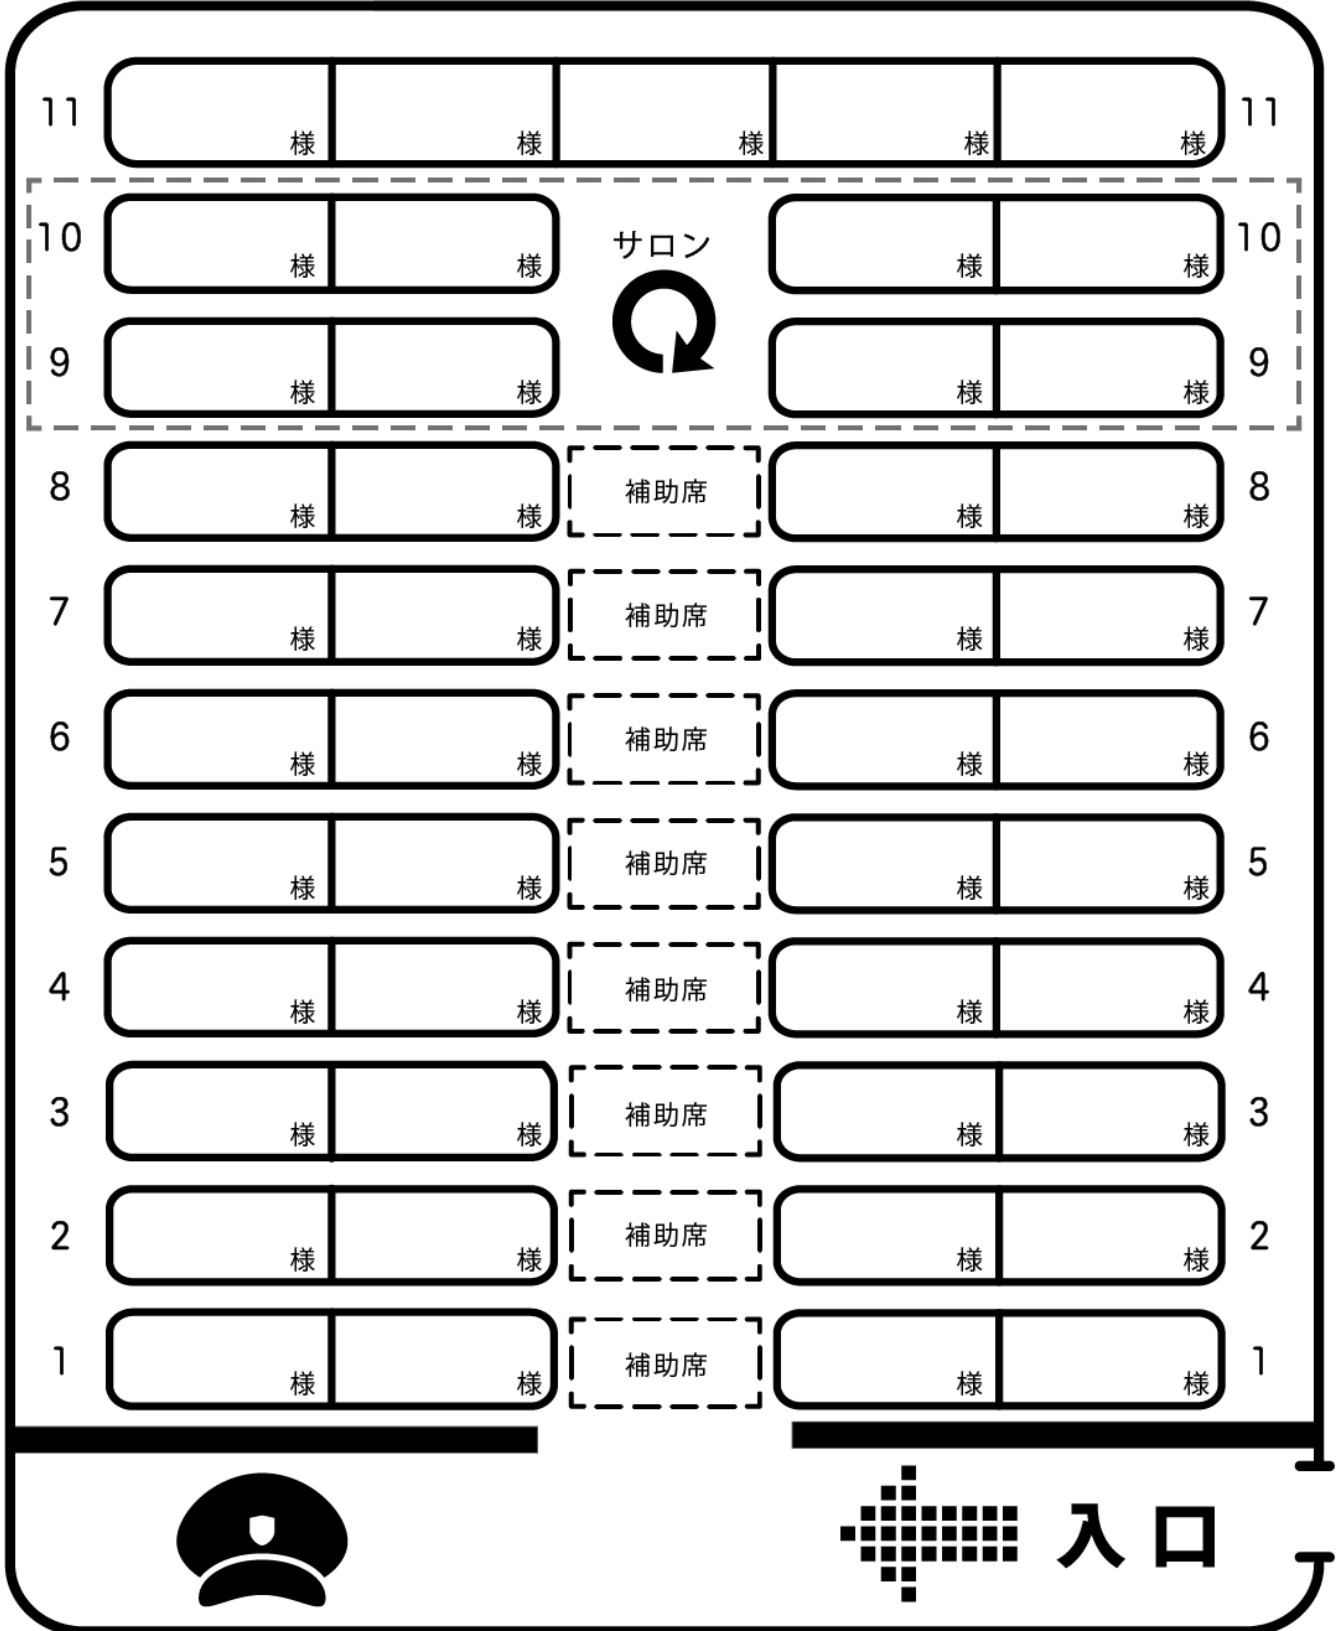 11 様 様 様 様 様 11
サロン
10 様 様 様 様 10
9 様 様 様 様 9
8 様 様 補助席 様 様 8
7 様 様 補助席 様 様 7
6 様 様 補助席 様 様 6
5 様 様 補助席 様 様 5
4 様 様 補助席 様 様 4
3 様 様 補助席 様 様 3
2 様 様 補助席 様 様 2
1 様 様 補助席 様 様 1
入口